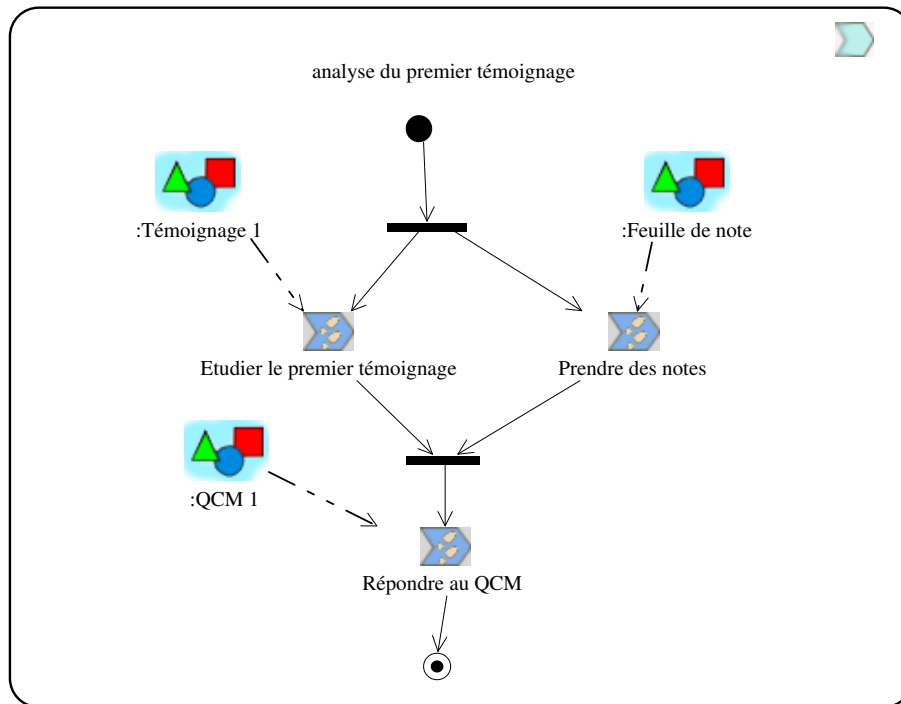 analyse du premier témoignage
:Témoignage 1
:Feuille de note
Etudier le premier témoignage
Prendre des notes
:QCM 1
Répondre au QCM